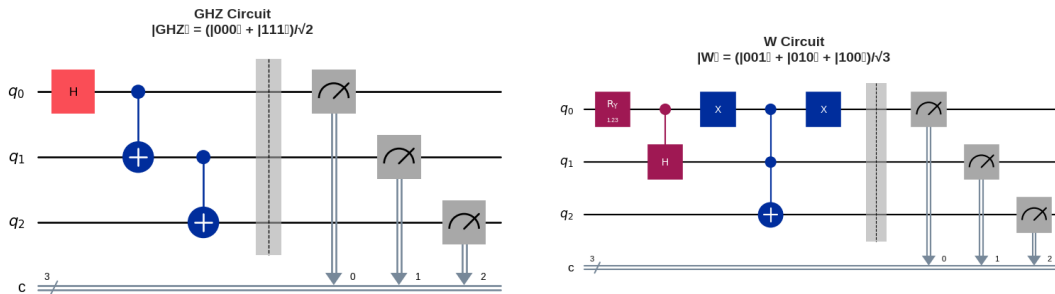 GHZ Circuit
|GHZ▯ = (|000▯ + |111▯)/√2
q0
H
q1
q2
c
3
0
1
2
W Circuit
|W▯ = (|001▯ + |010▯ + |100▯)/√3
q0
RY
1.23
X
X
q1
H
q2
c
3
0
1
2